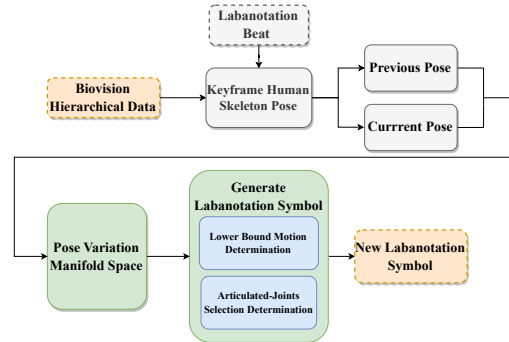 Labanotation
Beat
Biovision
Hierarchical Data
Keyframe Human
Skeleton Pose
Previous Pose
Currrent Pose
Pose Variation
Manifold Space
Generate
Labanotation Symbol
Lower Bound Motion
Determination
Articulated-Joints
Selection Determination
New Labanotation
Symbol